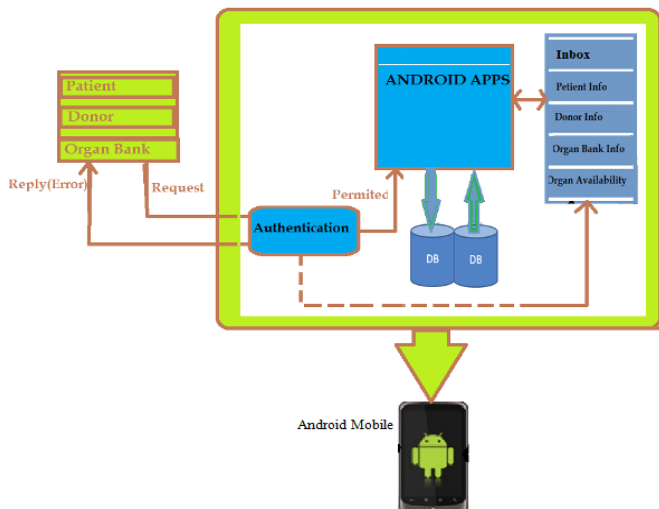 Patient
Donor
Organ Bank
Reply(Error)
Request
Authentication
Permited
ANDROID APPS
DB
DB
Inbox
Petient Info
Donor Info
Organ Bank Info
Organ Availability
Android Mobile